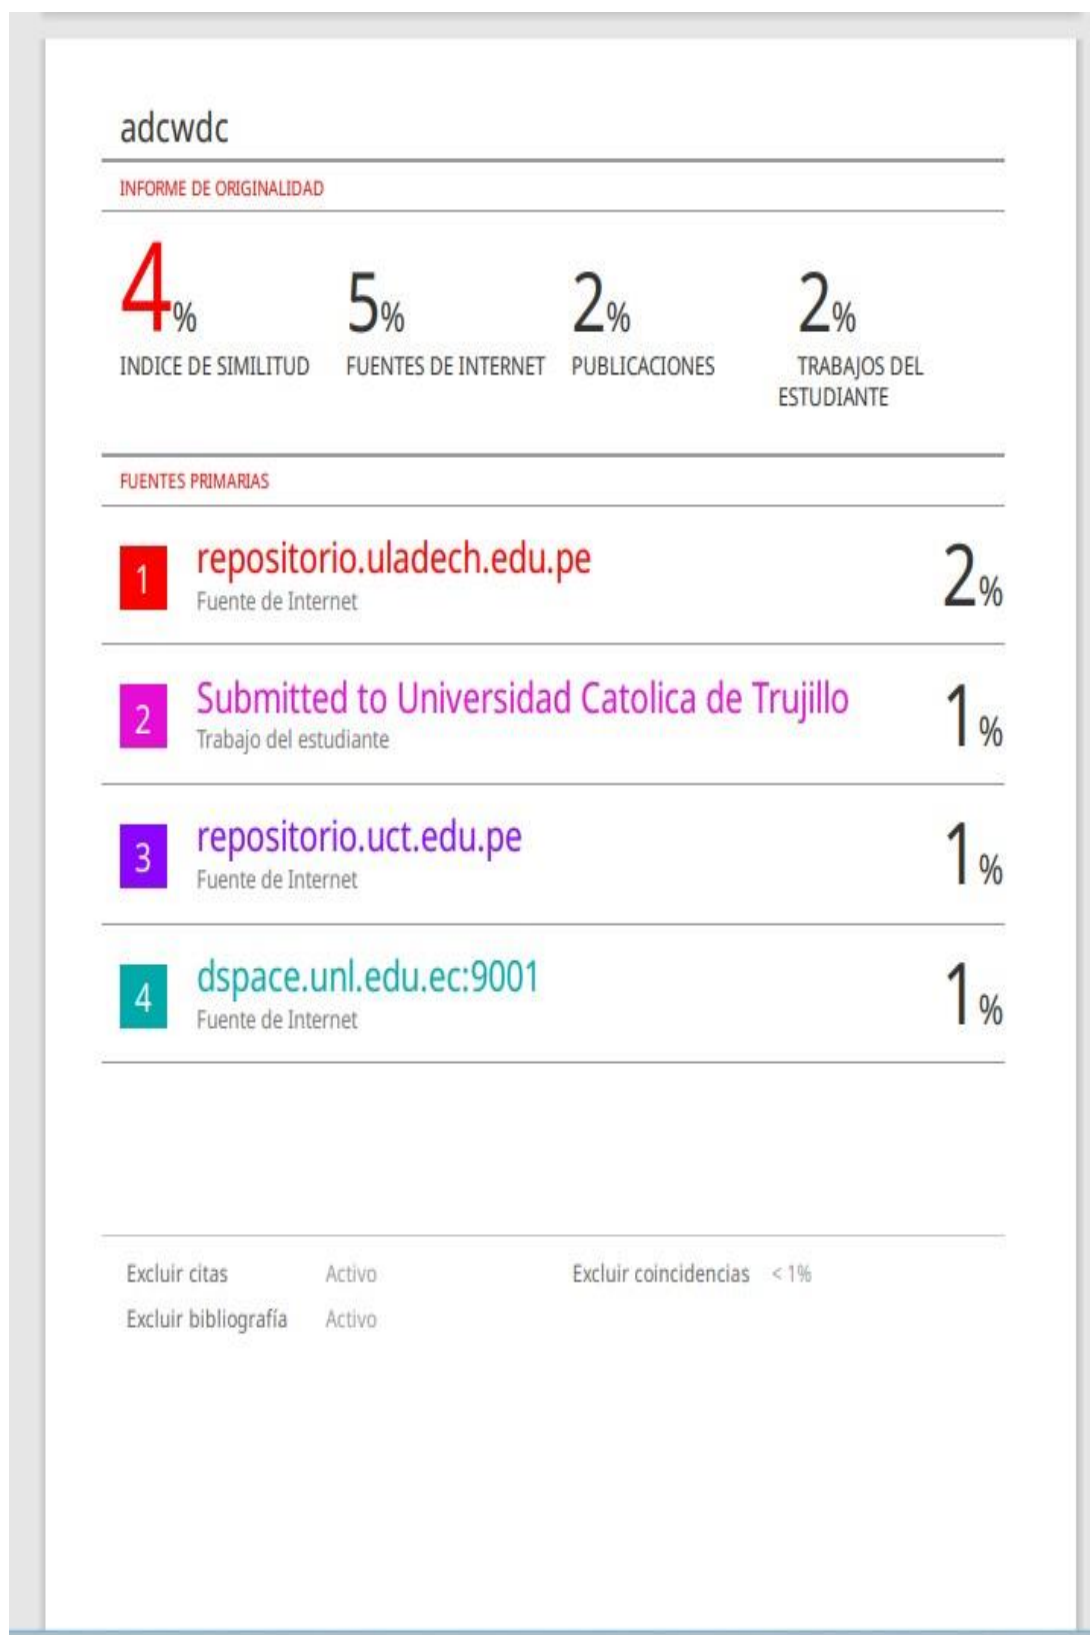 adcwdc
INFORME DE ORIGINALIDAD
4% 5% 2% 2%
INDICE DE SIMILITUD FUENTES DE INTERNET PUBLICACIONES TRABAJOS DEL
ESTUDIANTE
FUENTES PRIMARIAS
1 repositorio.uladech.edu.pe 2%
Fuente de Internet
2 Submitted to Universidad Catolica de Trujillo 1%
Trabajo del estudiante
3 repositorio.uct.edu.pe 1%
Fuente de Internet
4 dspace.unl.edu.ec:9001 1%
Fuente de Internet
Excluir citas Activo Excluir coincidencias < 1%
Excluir bibliografía Activo